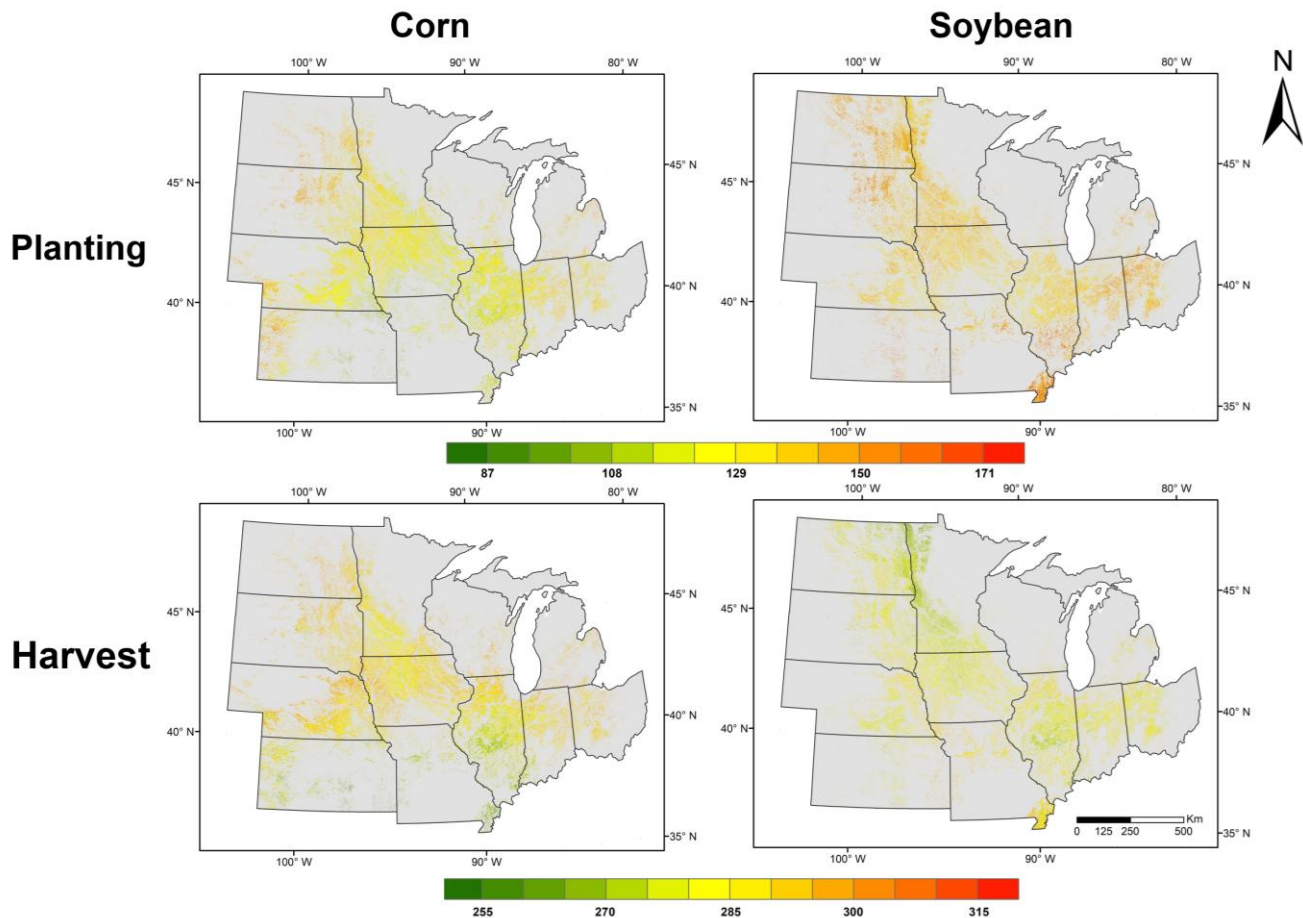 Corn Soybean
N
100° W 90° W 80° W 100° W 90° W 80° W
45° N 45° N
45° N 45° N
Planting
40° N 40° N 40° N 40° N
35° N 35° N
100° W 90° W 100° W 90° W
87 108 129 150 171
100° W 90° W 80° W 100° W 90° W 80° W
45° N 45° N
45° N 45° N
Harvest
40° N 40° N 40° N 40° N
Km
0 125 250 500
35° N 35° N
100° W 90° W 100° W 90° W
255 270 285 300 315